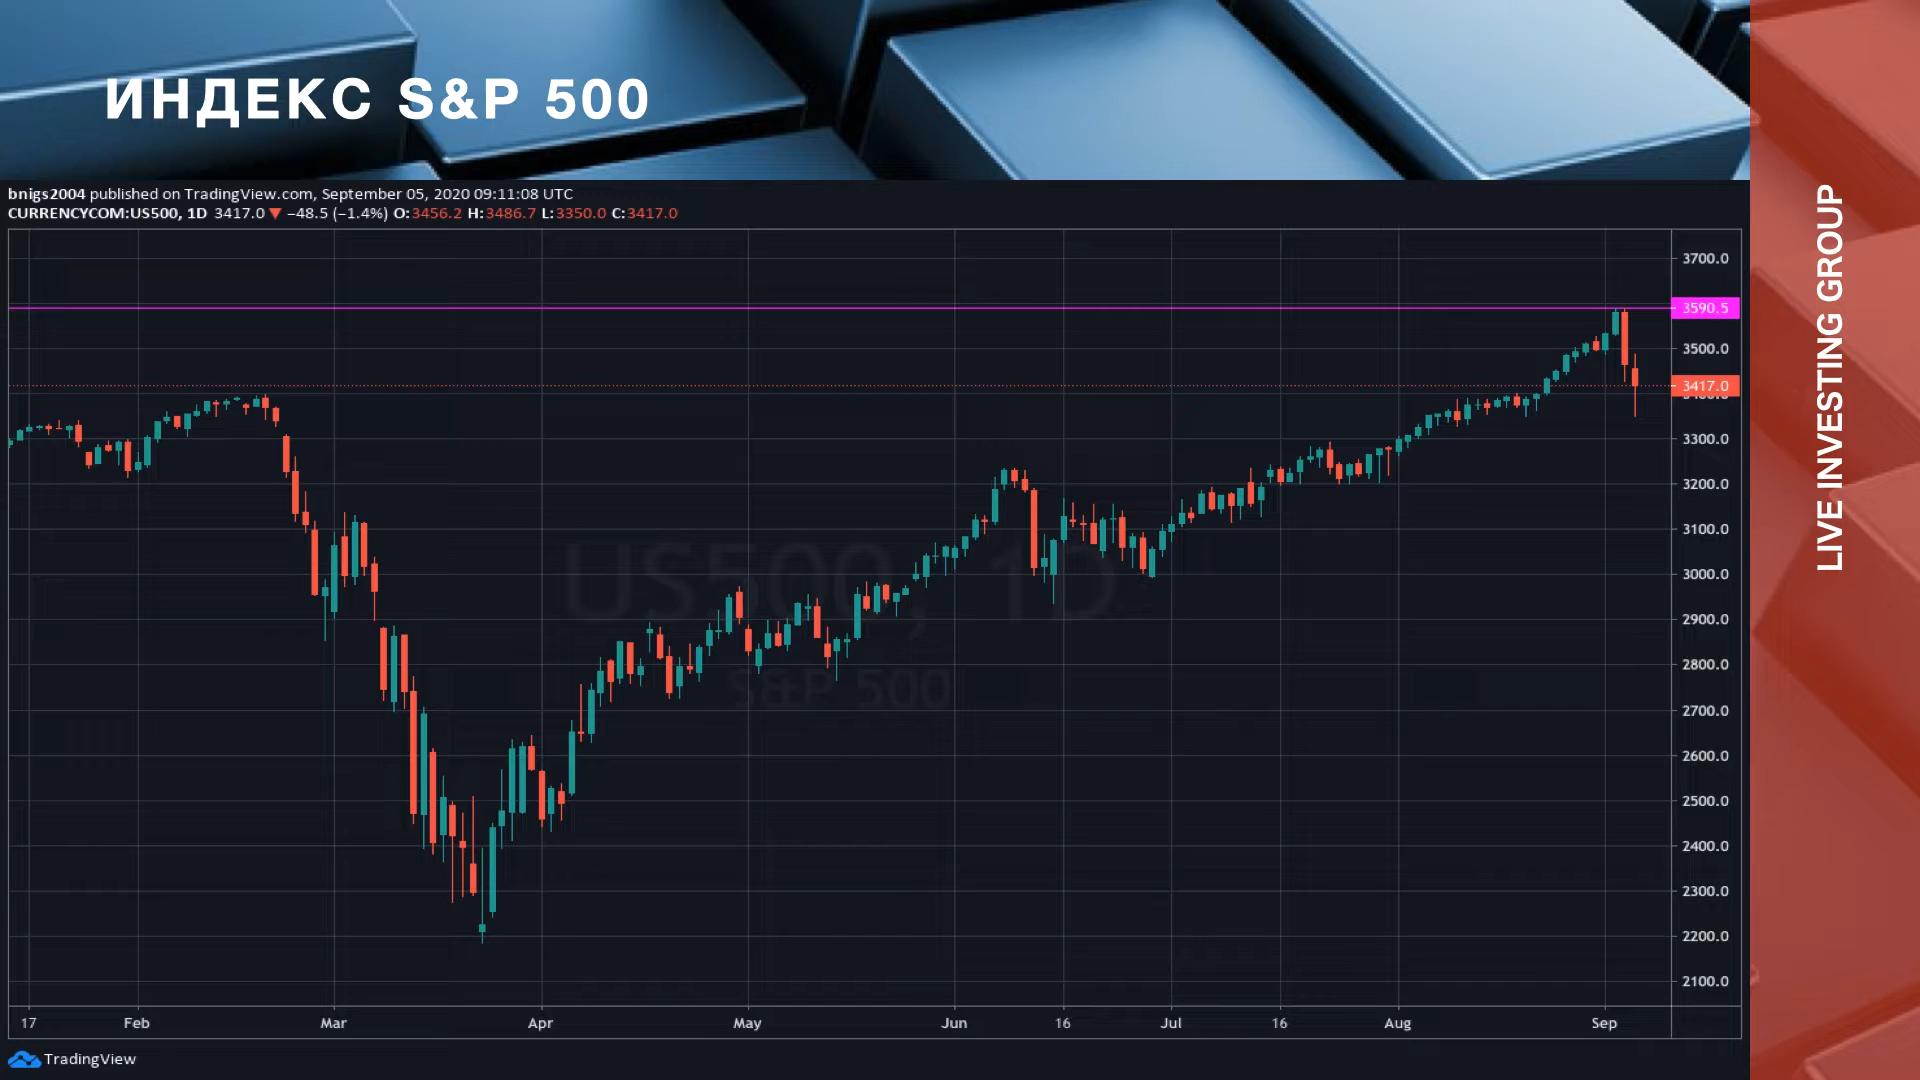 ИНДЕКС S&P 500
bnigs2004 published on TradingView.com, September 05, 2020 09:11:08 UTC
CURRENCYCOM:US500, 1D 3417.0 ▼ −48.5 (−1.4%) O:3456.2 H:3486.7 L:3350.0 C:3417.0
3700.0
3590.5
3500.0
3417.0
3300.0
3200.0
3100.0
3000.0
2900.0
2800.0
2700.0
2600.0
2500.0
2400.0
2300.0
2200.0
2100.0
US500, 1D
S&P 500
17 Feb Mar Apr May Jun 16 Jul 16 Aug Sep
TradingView
LIVE INVESTING GROUP